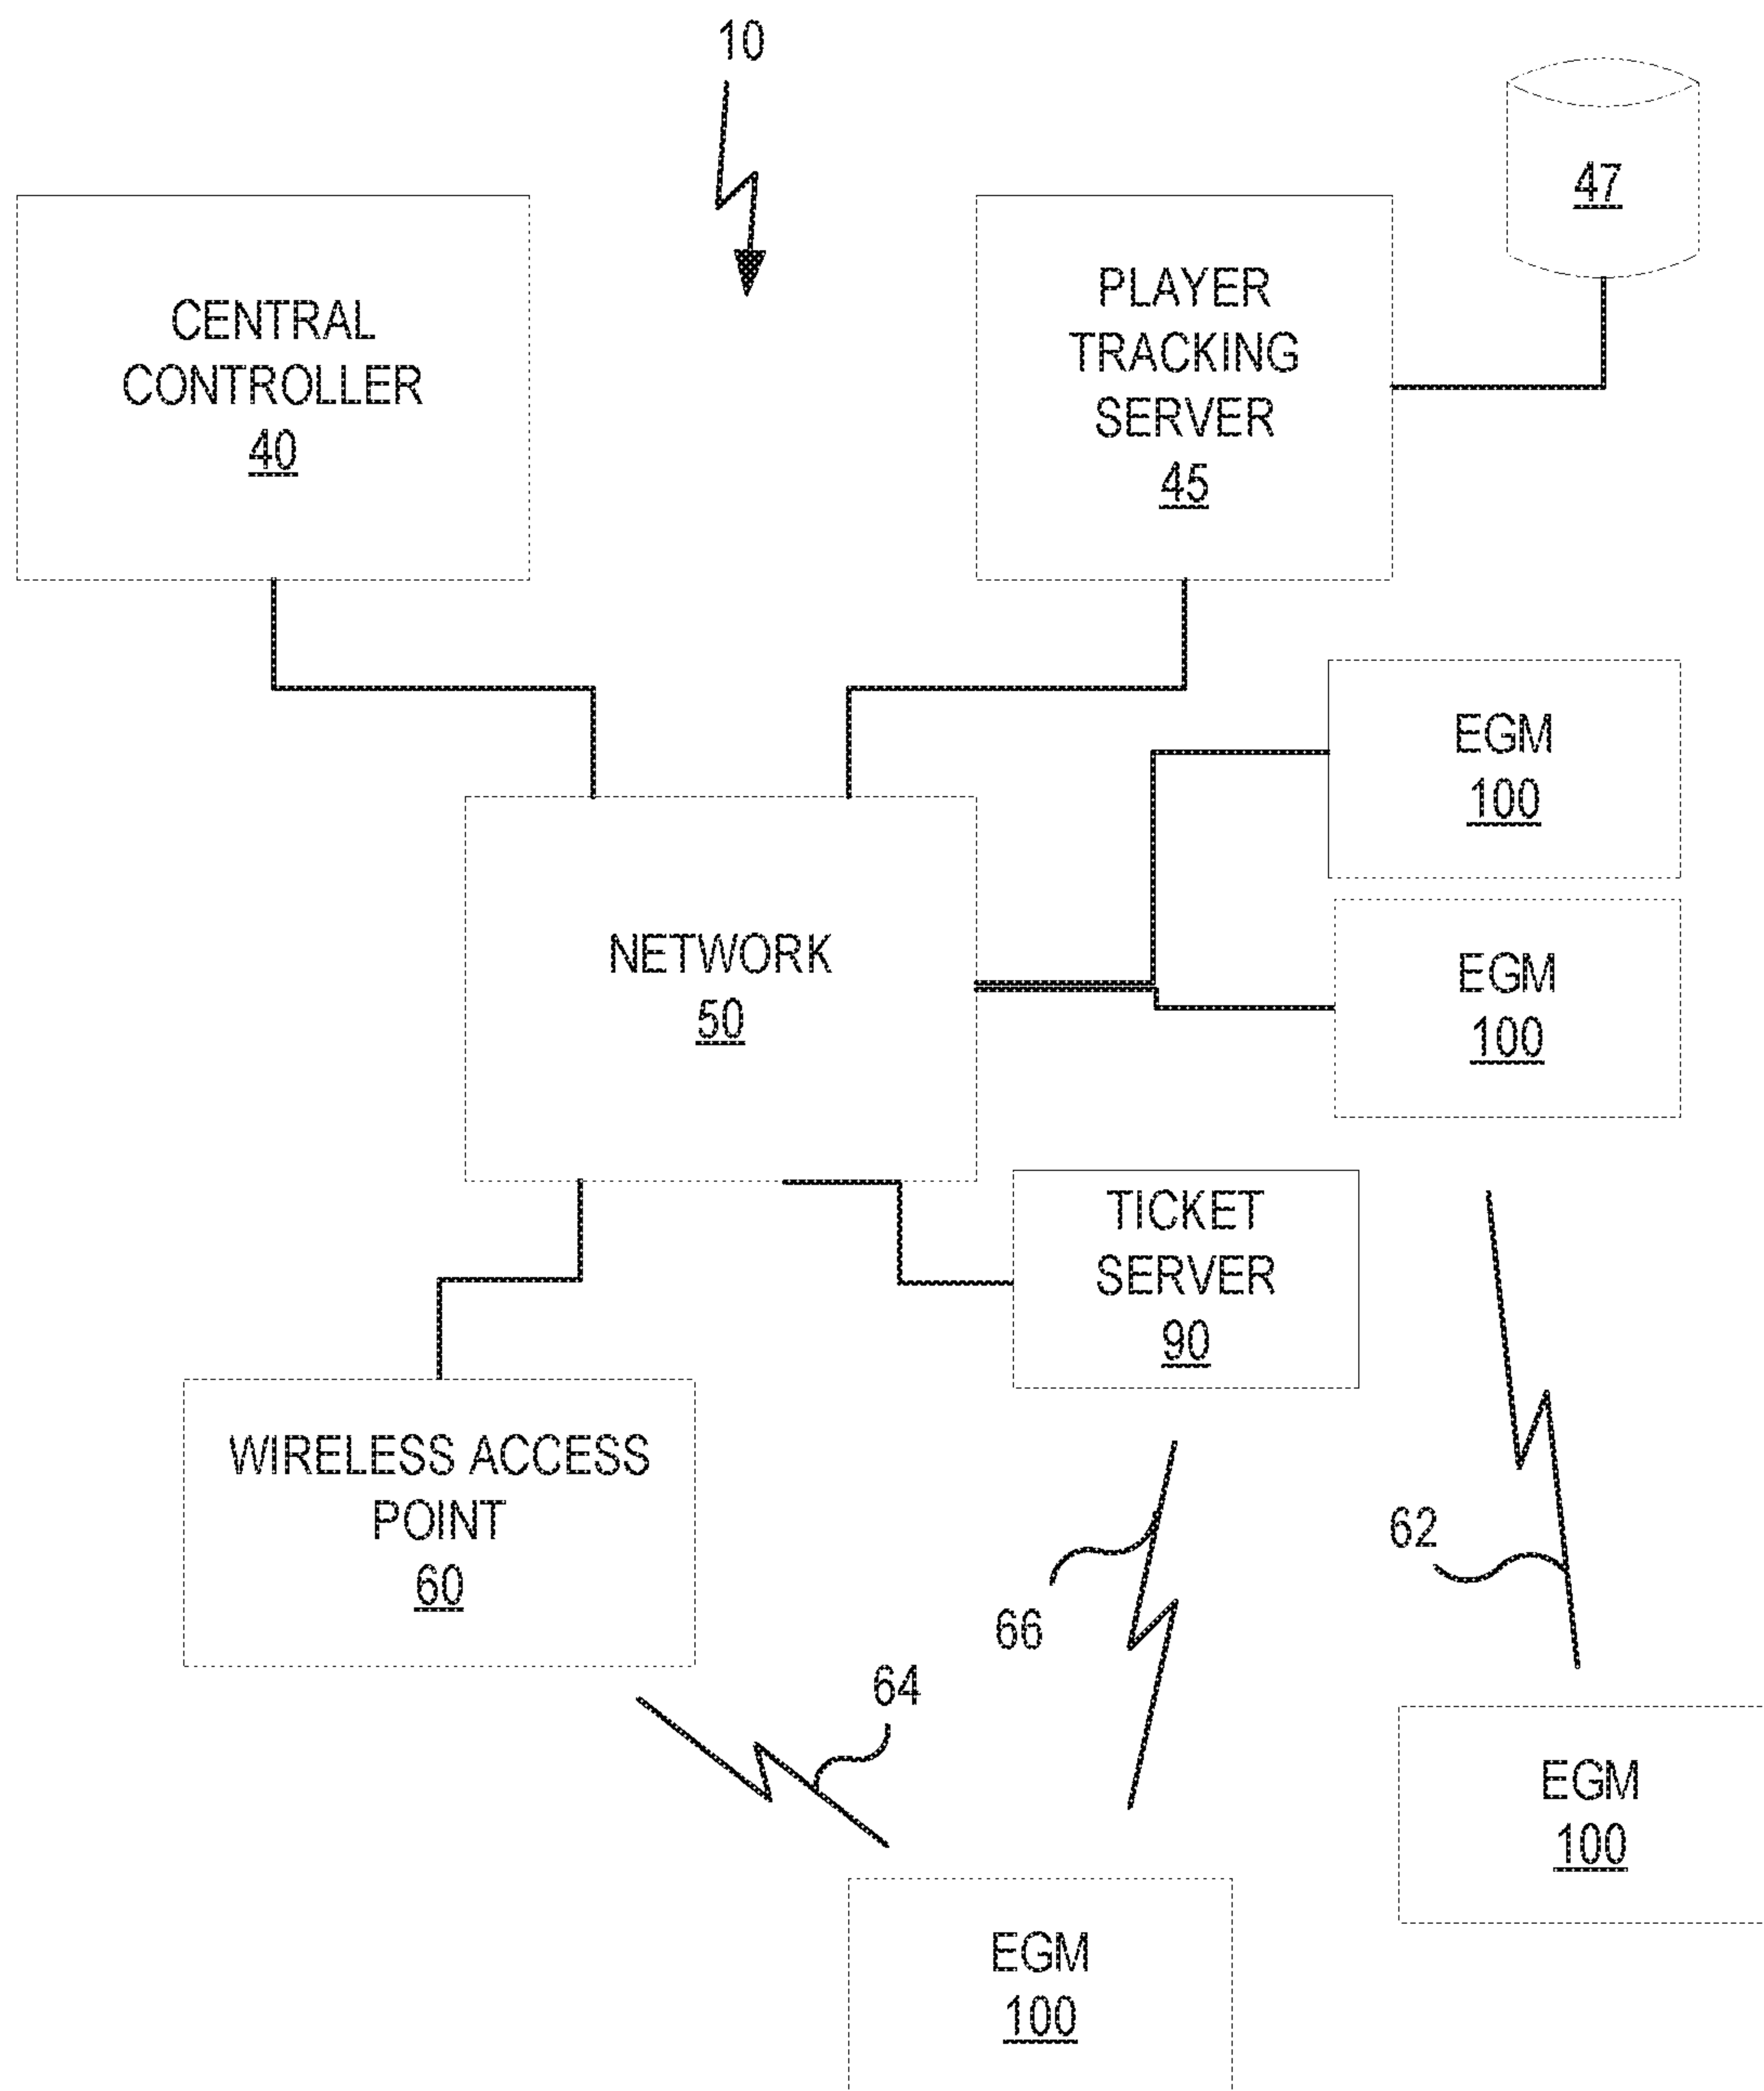 10
47
CENTRAL
CONTROLLER
40
PLAYER
TRACKING
SERVER
45
EGM
100
NETWORK
50
EGM
100
TICKET
SERVER
90
WIRELESS ACCESS
POINT
60
66
62
64
EGM
100
EGM
100